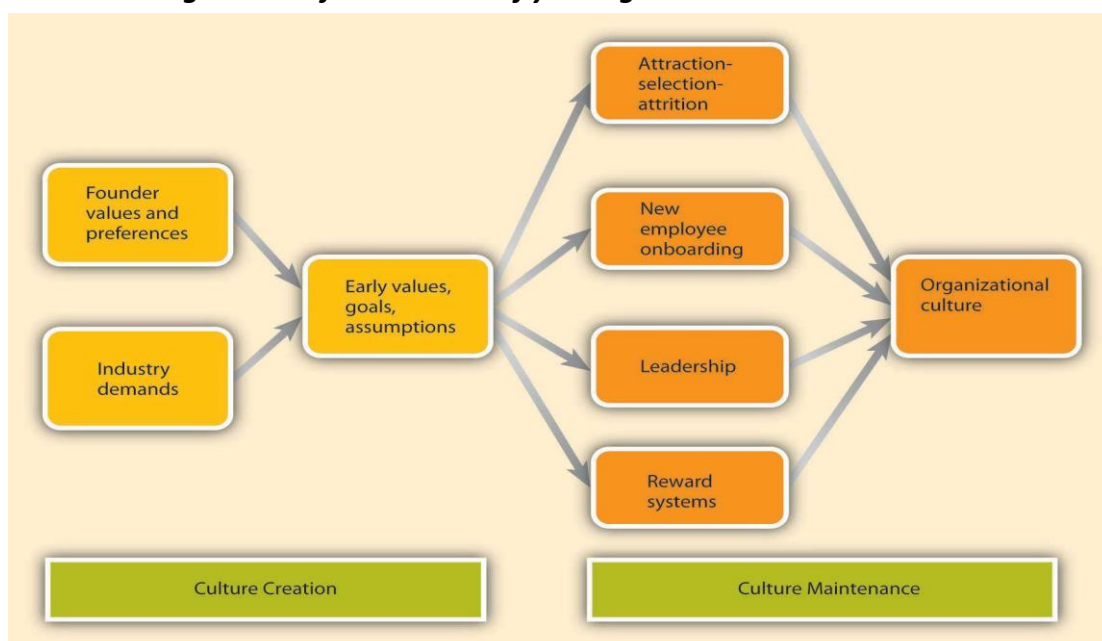 Attraction-
selection-
attrition
Founder
values and
preferences
New
employee
onboarding
Early values,
goals,
assumptions
Organizational
culture
Industry
demands
Leadership
Reward
systems
Culture Creation
Culture Maintenance